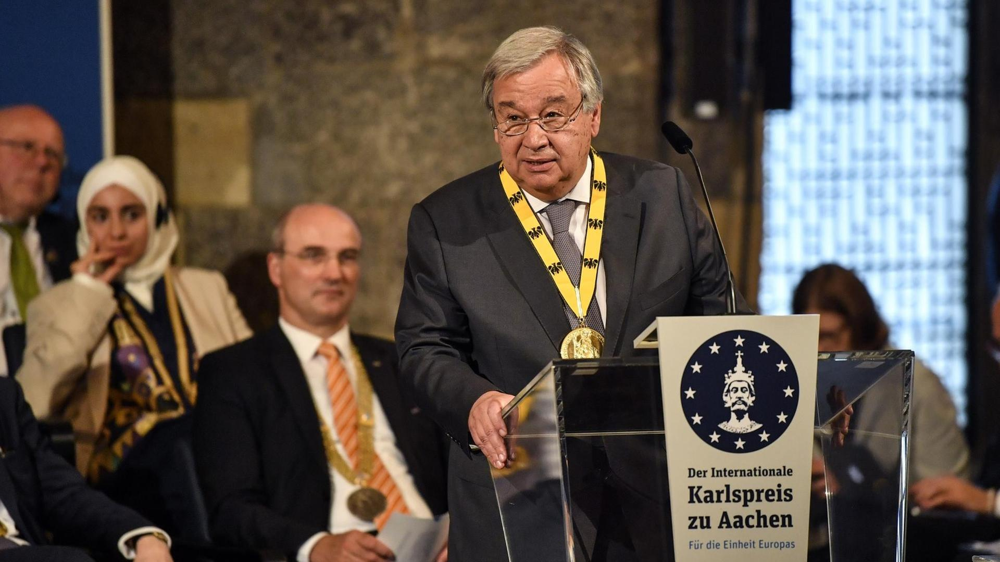 Der Internationale
Karlspreis
zu Aachen
Für die Einheit Europas